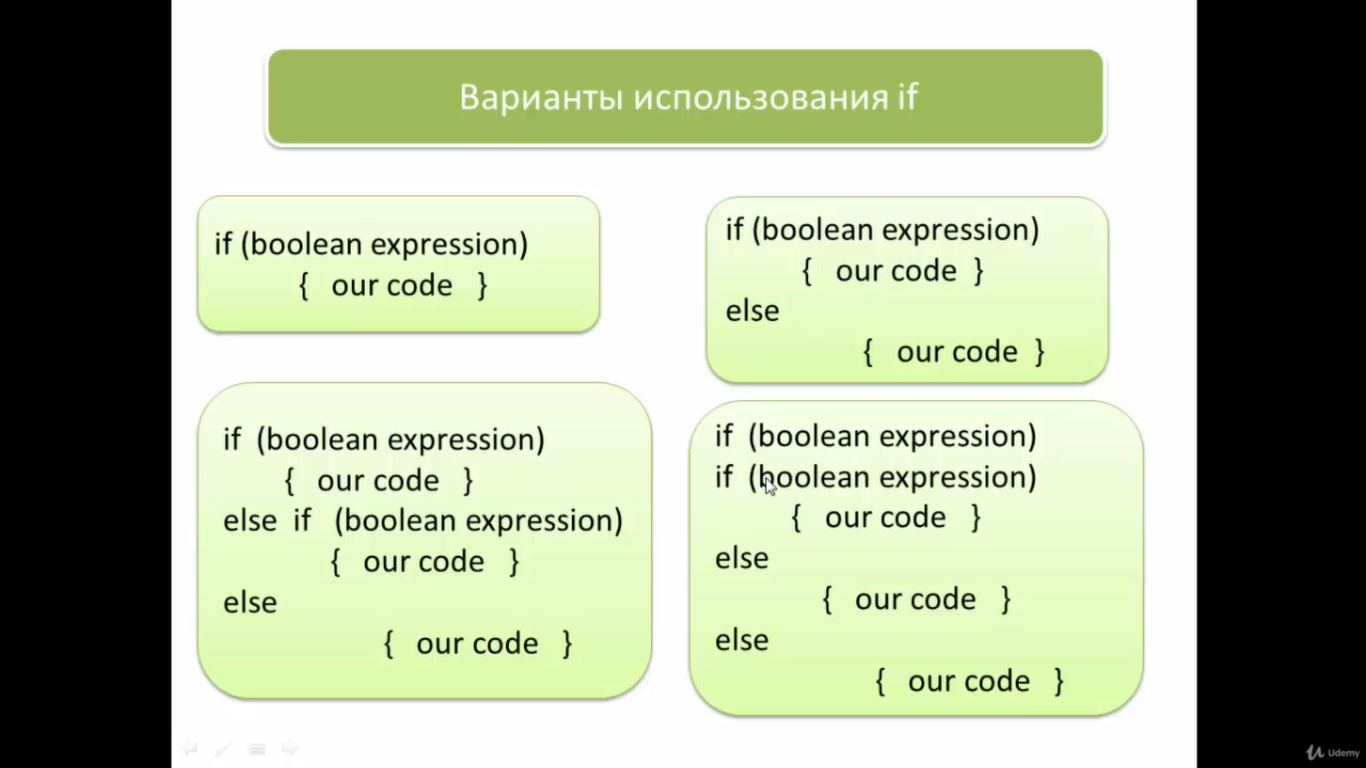 Варианты использования if
if (boolean expression)
{ our code }
if (boolean expression)
{ our code }
else
{ our code }
if (boolean expression)
{ our code }
else if (boolean expression)
{ our code }
else
{ our code }
if (boolean expression)
if (boolean expression)
{ our code }
else
{ our code }
else
{ our code }
Udemy